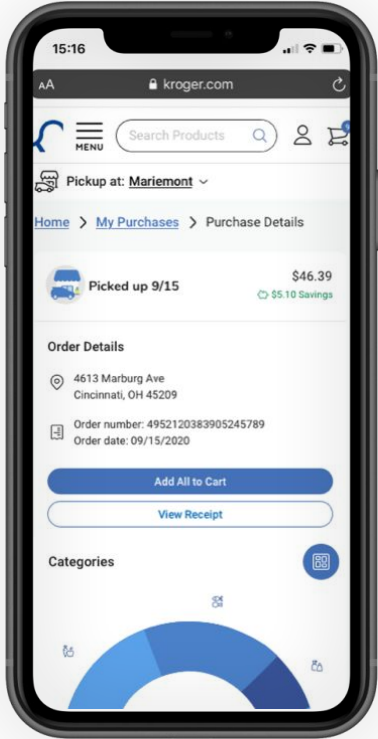 15:16
AA
kroger.com
MENU
Search Products
Pickup at: Mariemont
Home > My Purchases > Purchase Details
Picked up 9/15
$46.39
$5.10 Savings
Order Details
4613 Marburg Ave
Cincinnati, OH 45209
Order number: 4952120383905245789
Order date: 09/15/2020
Add All to Cart
View Receipt
Categories